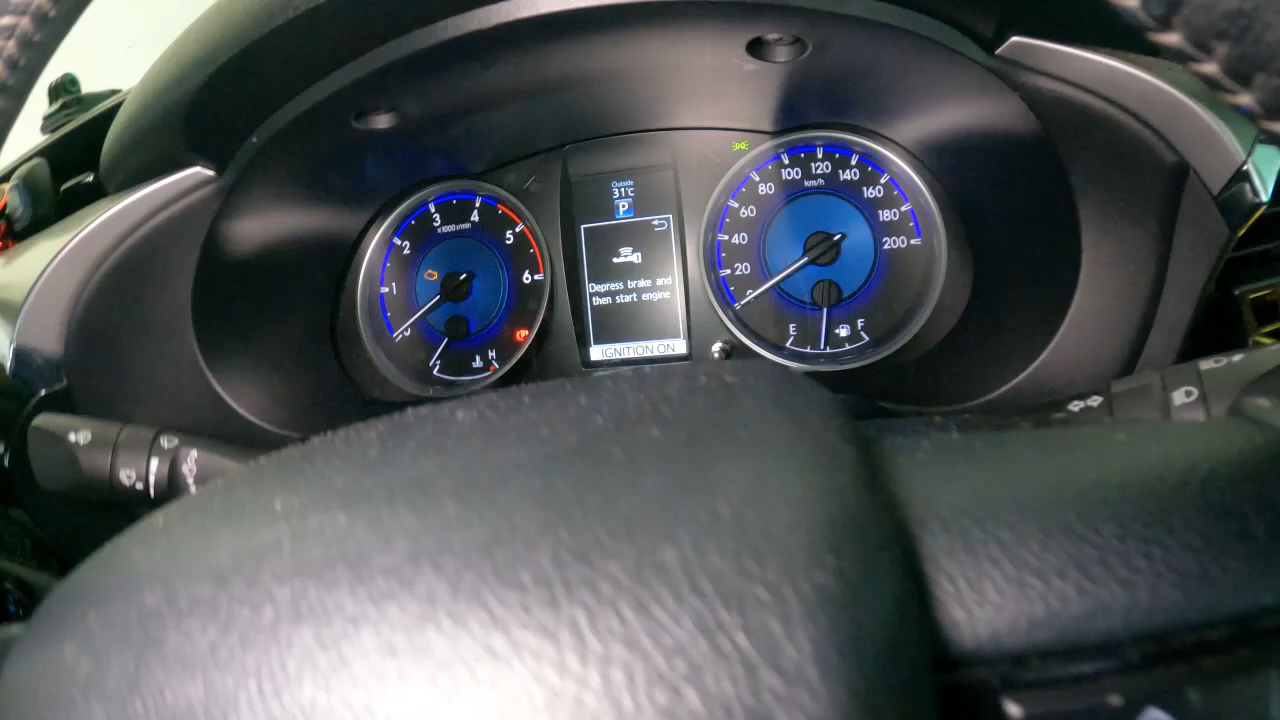 Outside
31°C
P
Depress brake and
then start engine
IGNITION ON
0
1
2
3
4
5
6
x1000 r/min
H
20
40
60
80
100
120
140
160
180
200
km/h
E
F